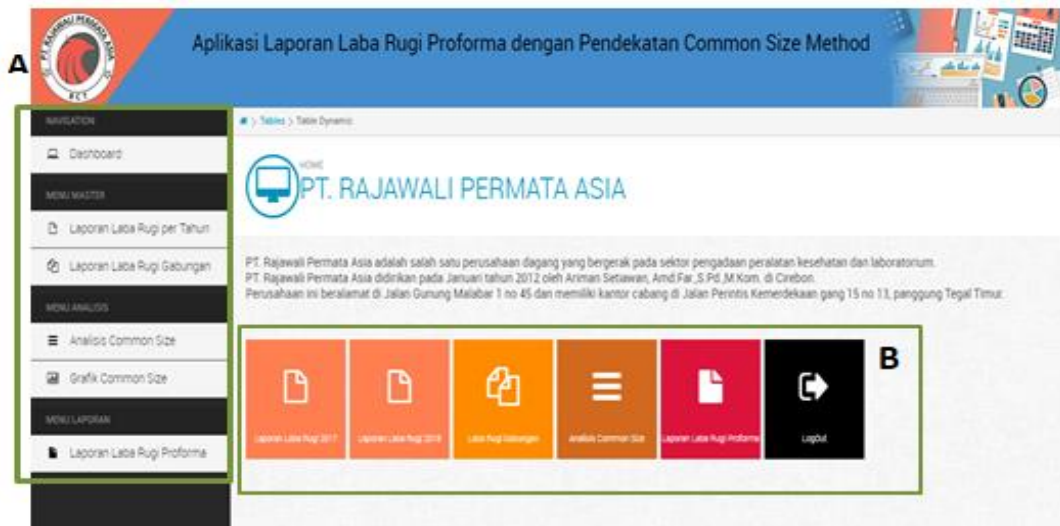 PT. RAJAWALI PERMATA ASIA
RCT
Aplikasi Laporan Laba Rugi Proforma dengan Pendekatan Common Size Method
A
NAVIGATION
> Tables > Table Dynamic
Dashboard
HOME
PT. RAJAWALI PERMATA ASIA
MENU MASTER
Laporan Laba Rugi per Tahun
Laporan Laba Rugi Gabungan
PT. Rajawali Permata Asia adalah salah satu perusahaan dagang yang bergerak pada sektor pengadaan peralatan kesehatan dan laboratorium.
PT. Rajawali Permata Asia didirikan pada Januari tahun 2012 oleh Ariman Setiawan, Amd.Far.,S.Pd.,M.Kom. di Cirebon.
Perusahaan ini beralamat di Jalan Gunung Malabar 1 no 45 dan memiliki kantor cabang di Jalan Perintis Kemerdekaan gang 15 no 13, panggung Tegal Timur.
MENU ANALISIS
Analisis Common Size
Grafik Common Size
MENU LAPORAN
Laporan Laba Rugi Proforma
B
Laporan Laba Rugi 2017
Laporan Laba Rugi 2018
Laba Rugi Gabungan
Analisis Common Size
Laporan Laba Rugi Proforma
LogOut